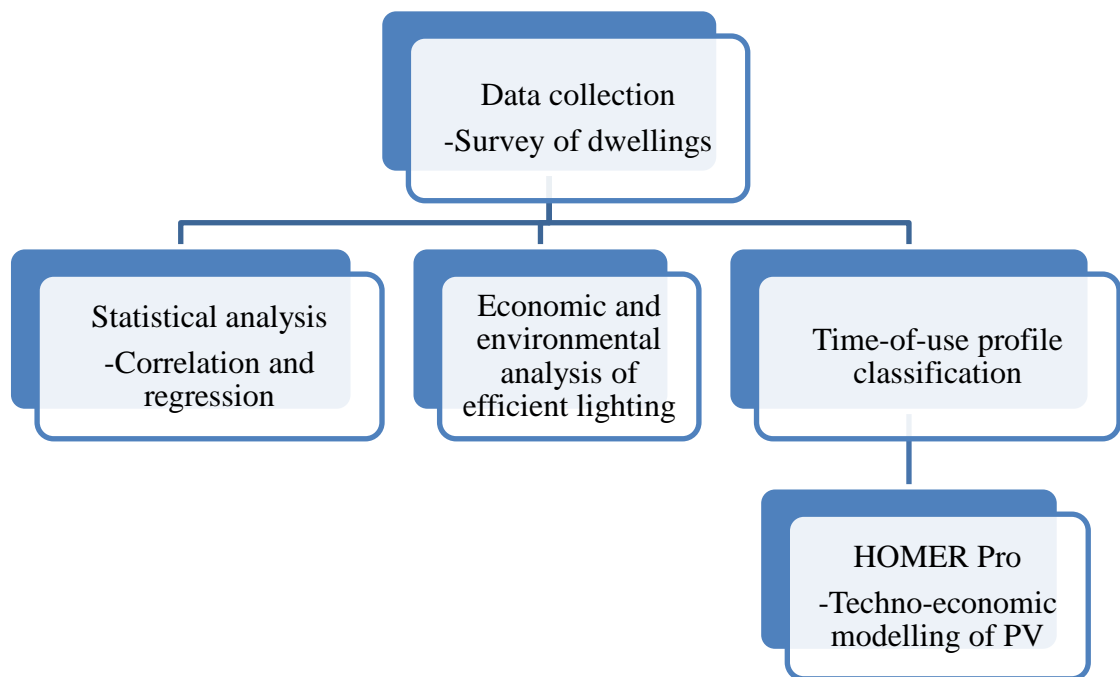 Data collection
-Survey of dwellings
Statistical analysis
-Correlation and
regression
Economic and
environmental
analysis of
efficient lighting
Time-of-use profile
classification
HOMER Pro
-Techno-economic
modelling of PV